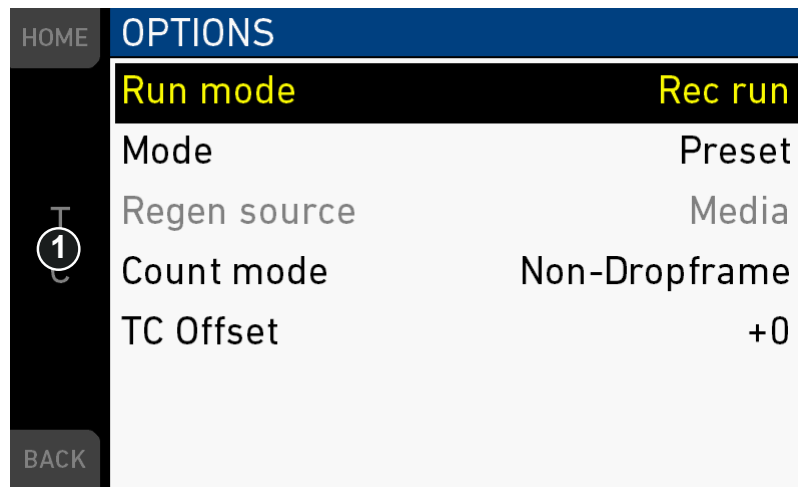 HOME
OPTIONS
Run mode Rec run
Mode Preset
Regen source Media
T
1
C
Count mode Non-Dropframe
TC Offset +0
BACK